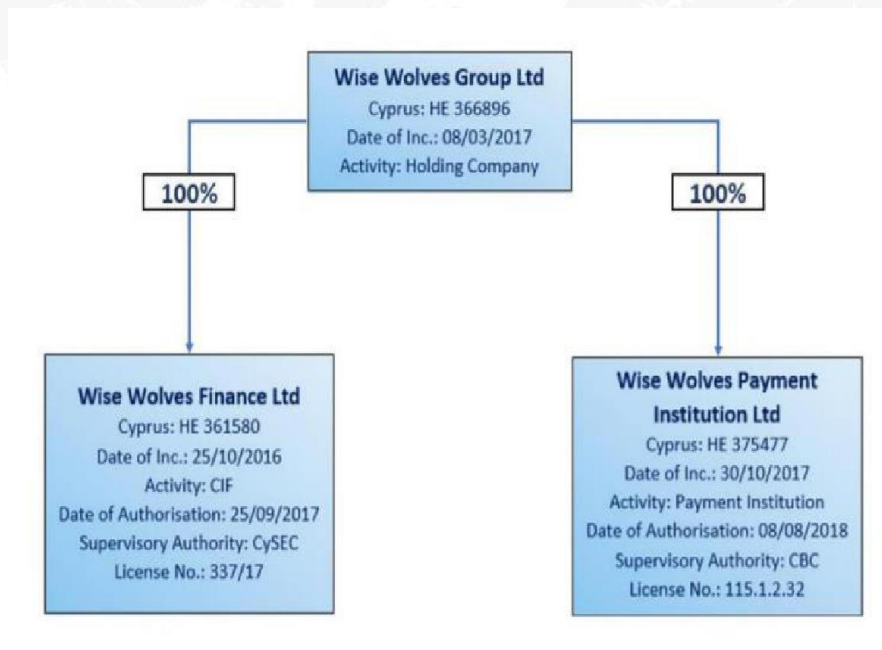 Wise Wolves Group Ltd
Cyprus: HE 366896
Date of Inc.: 08/03/2017
Activity: Holding Company
100%
100%
Wise Wolves Finance Ltd
Cyprus: HE 361580
Date of Inc.: 25/10/2016
Activity: CIF
Date of Authorisation: 25/09/2017
Supervisory Authority: CySEC
License No.: 337/17
Wise Wolves Payment
Institution Ltd
Cyprus: HE 375477
Date of Inc.: 30/10/2017
Activity: Payment Institution
Date of Authorisation: 08/08/2018
Supervisory Authority: CBC
License No.: 115.1.2.32